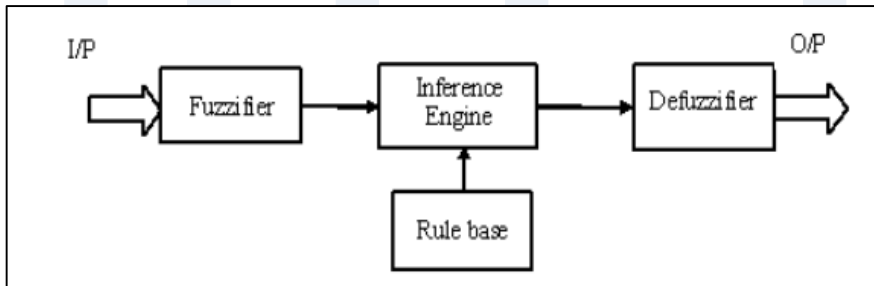 I/P
O/P
Fuzzifier
Inference
Engine
Defuzzifier
Rule base